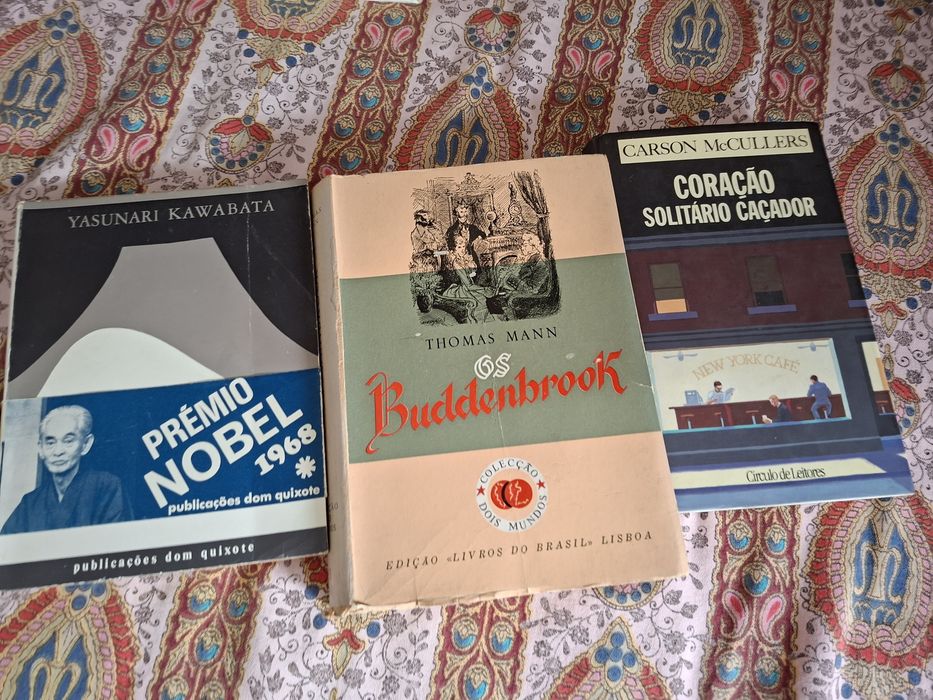 YASUNARI KAWABATA
PRÉMIO
NOBEL
1968
publicações dom quixote
publicações dom quixote
THOMAS MANN
OS
Buddenbrook
COLECÇÃO
DOIS MUNDOS
EDIÇÃO «LIVROS DO BRASIL» LISBOA
CARSON McCULLERS
CORAÇÃO
SOLITÁRIO CAÇADOR
NEW YORK CAFÉ
Círculo de Leitores